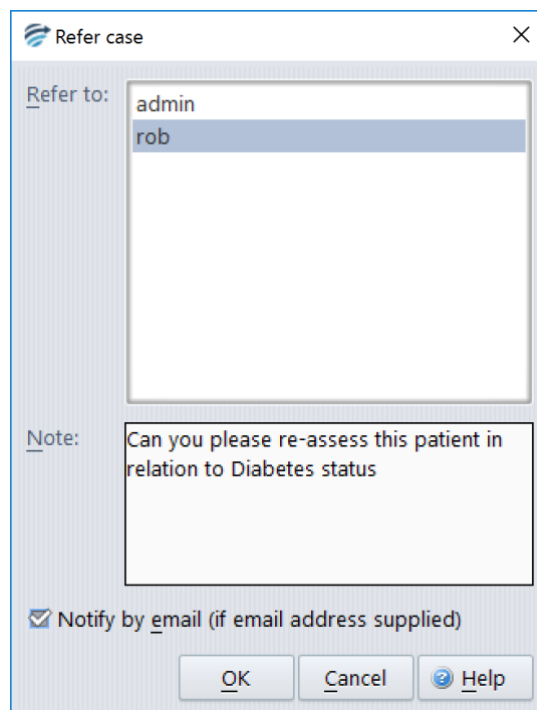 Refer case
Refer to:
admin
rob
Note:
Can you please re-assess this patient in
relation to Diabetes status
Notify by email (if email address supplied)
OK Cancel Help